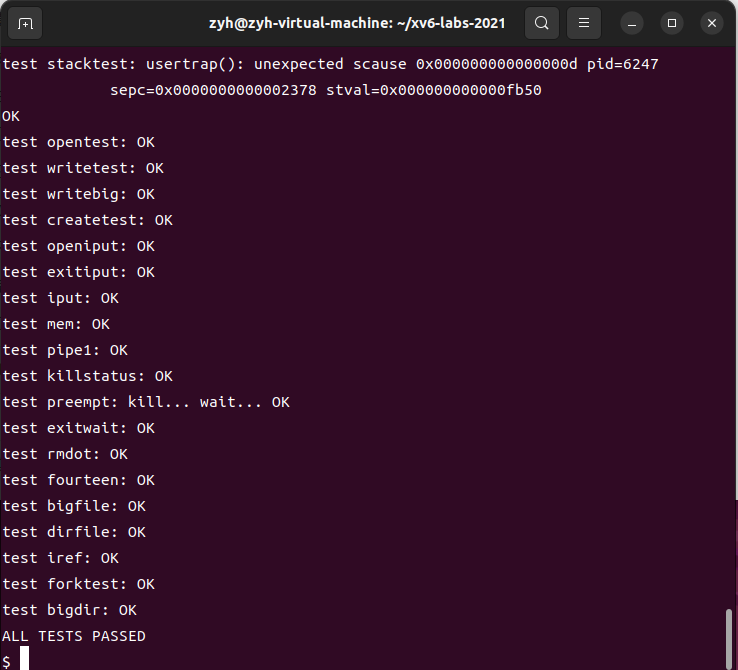 zyh@zyh-virtual-machine: ~/xv6-labs-2021
test stacktest: usertrap(): unexpected scause 0x000000000000000d pid=6247
            sepc=0x0000000000002378 stval=0x000000000000fb50
OK
test opentest: OK
test writetest: OK
test writebig: OK
test createtest: OK
test openiput: OK
test exitiput: OK
test iput: OK
test mem: OK
test pipe1: OK
test killstatus: OK
test preempt: kill... wait... OK
test exitwait: OK
test rmdot: OK
test fourteen: OK
test bigfile: OK
test dirfile: OK
test iref: OK
test forktest: OK
test bigdir: OK
ALL TESTS PASSED
$